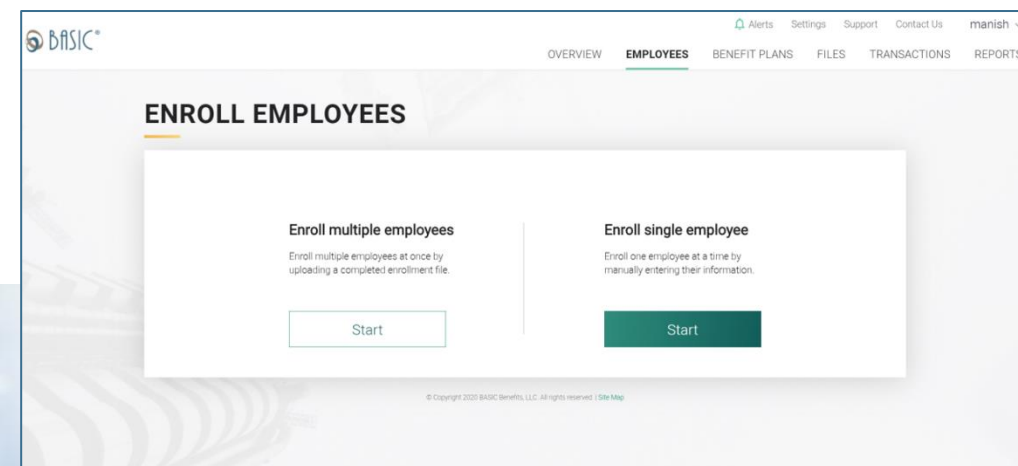 BASIC®
Alerts Settings Support Contact Us manish
OVERVIEW EMPLOYEES BENEFIT PLANS FILES TRANSACTIONS REPORTS
ENROLL EMPLOYEES
Enroll multiple employees
Enroll multiple employees at once by
uploading a completed enrollment file.
Start
Enroll single employee
Enroll one employee at a time by
manually entering their information.
Start
© Copyright 2020 BASIC Benefits, LLC. All rights reserved. | Site Map